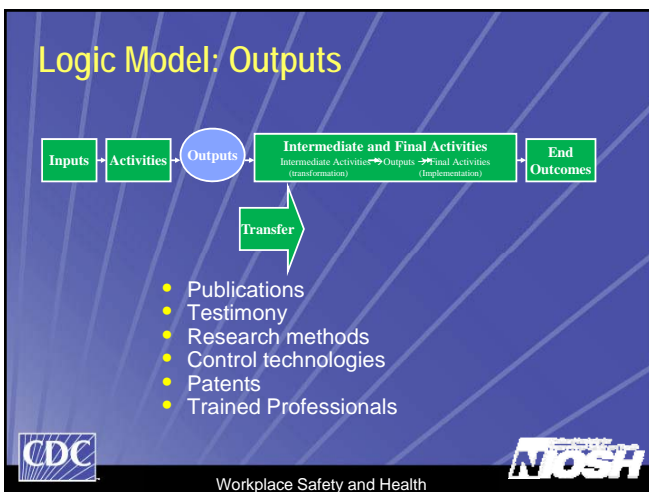 Logic Model: Outputs
Inputs
Activities
Outputs
Intermediate and Final Activities
Intermediate Activities Outputs Final Activities
(transformation) (Implementation)
End
Outcomes
Transfer
• Publications
• Testimony
• Research methods
• Control technologies
• Patents
• Trained Professionals
CDC
NIOSH
Workplace Safety and Health